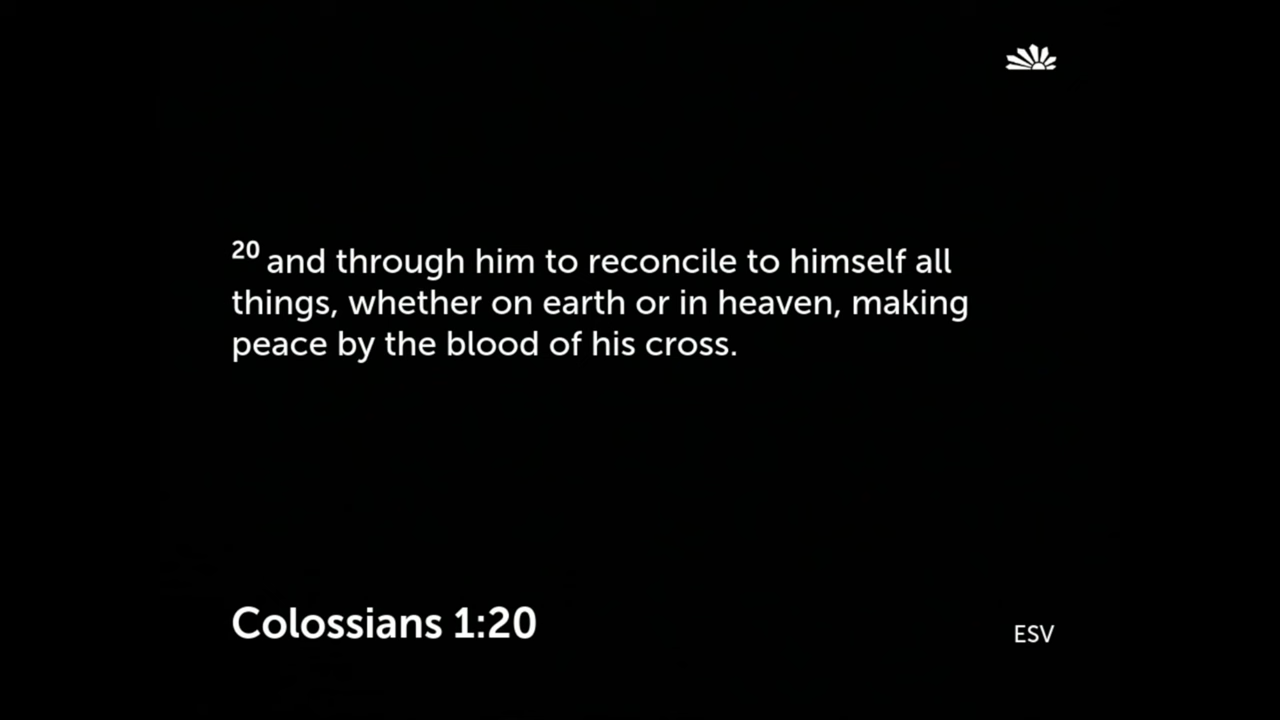 20 and through him to reconcile to himself all
things, whether on earth or in heaven, making
peace by the blood of his cross.
Colossians 1:20
ESV